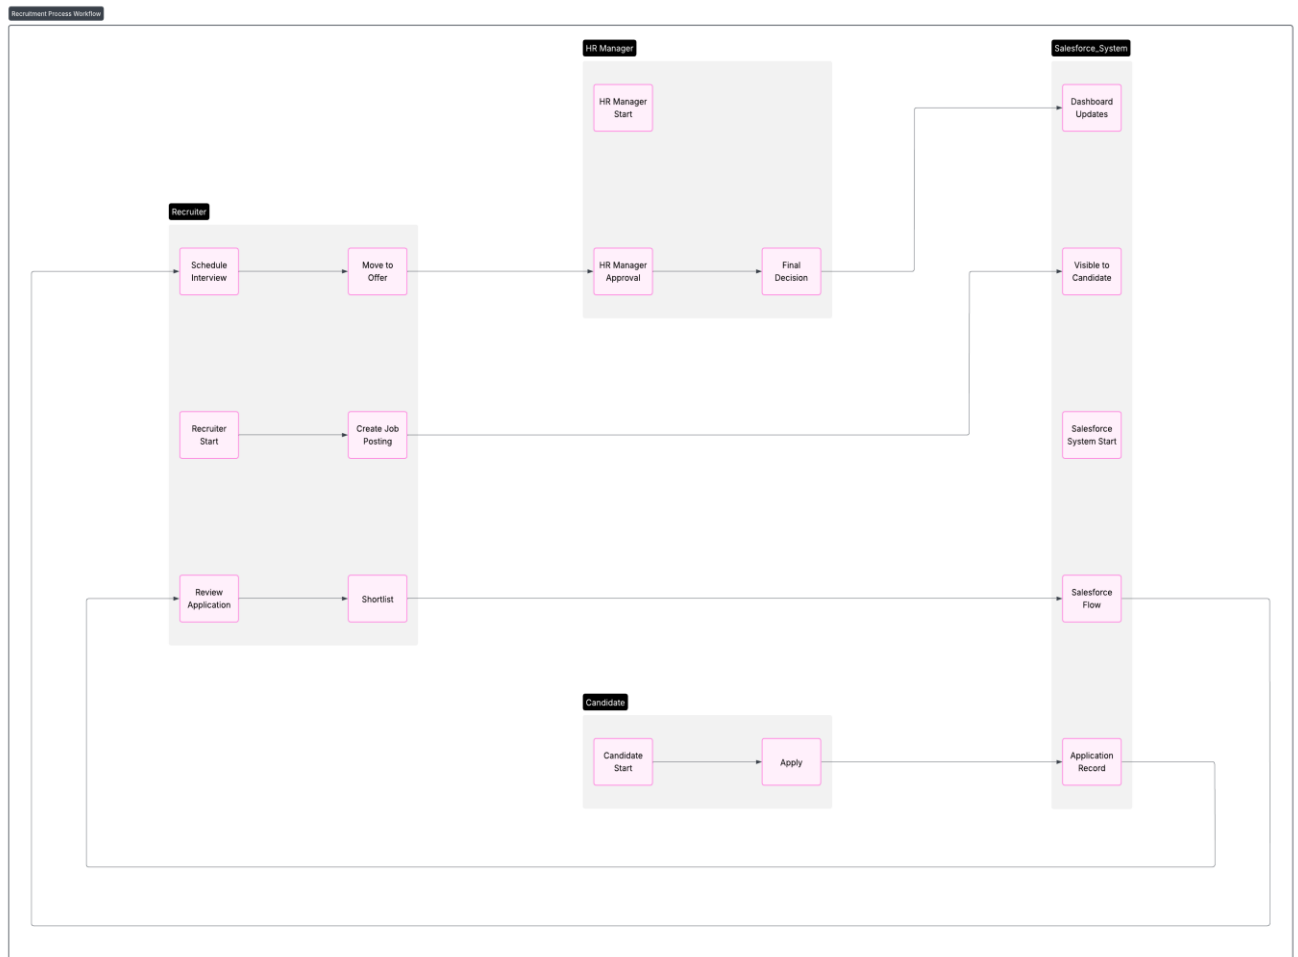 Recruitment Process Workflow
HR Manager
Salesforce_System
HR Manager
Start
Dashboard
Updates
Recruiter
Schedule
Interview
Move to
Offer
HR Manager
Approval
Final
Decision
Visible to
Candidate
Recruiter
Start
Create Job
Posting
Salesforce
System Start
Review
Application
Shortlist
Salesforce
Flow
Candidate
Candidate
Start
Apply
Application
Record